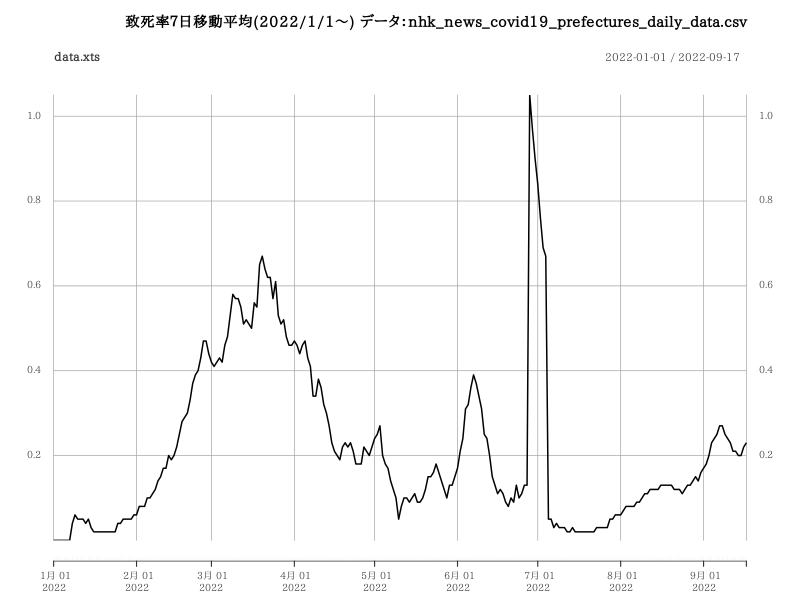 致死率7日移動平均(2022/1/1〜) データ:nhk_news_covid19_prefectures_daily_data.csv
data.xts 2022-01-01 / 2022-09-17
1.0 1.0
0.8 0.8
0.6 0.6
0.4 0.4
0.2 0.2
1月 01 2月 01 3月 01 4月 01 5月 01 6月 01 7月 01 8月 01 9月 01
2022 2022 2022 2022 2022 2022 2022 2022 2022